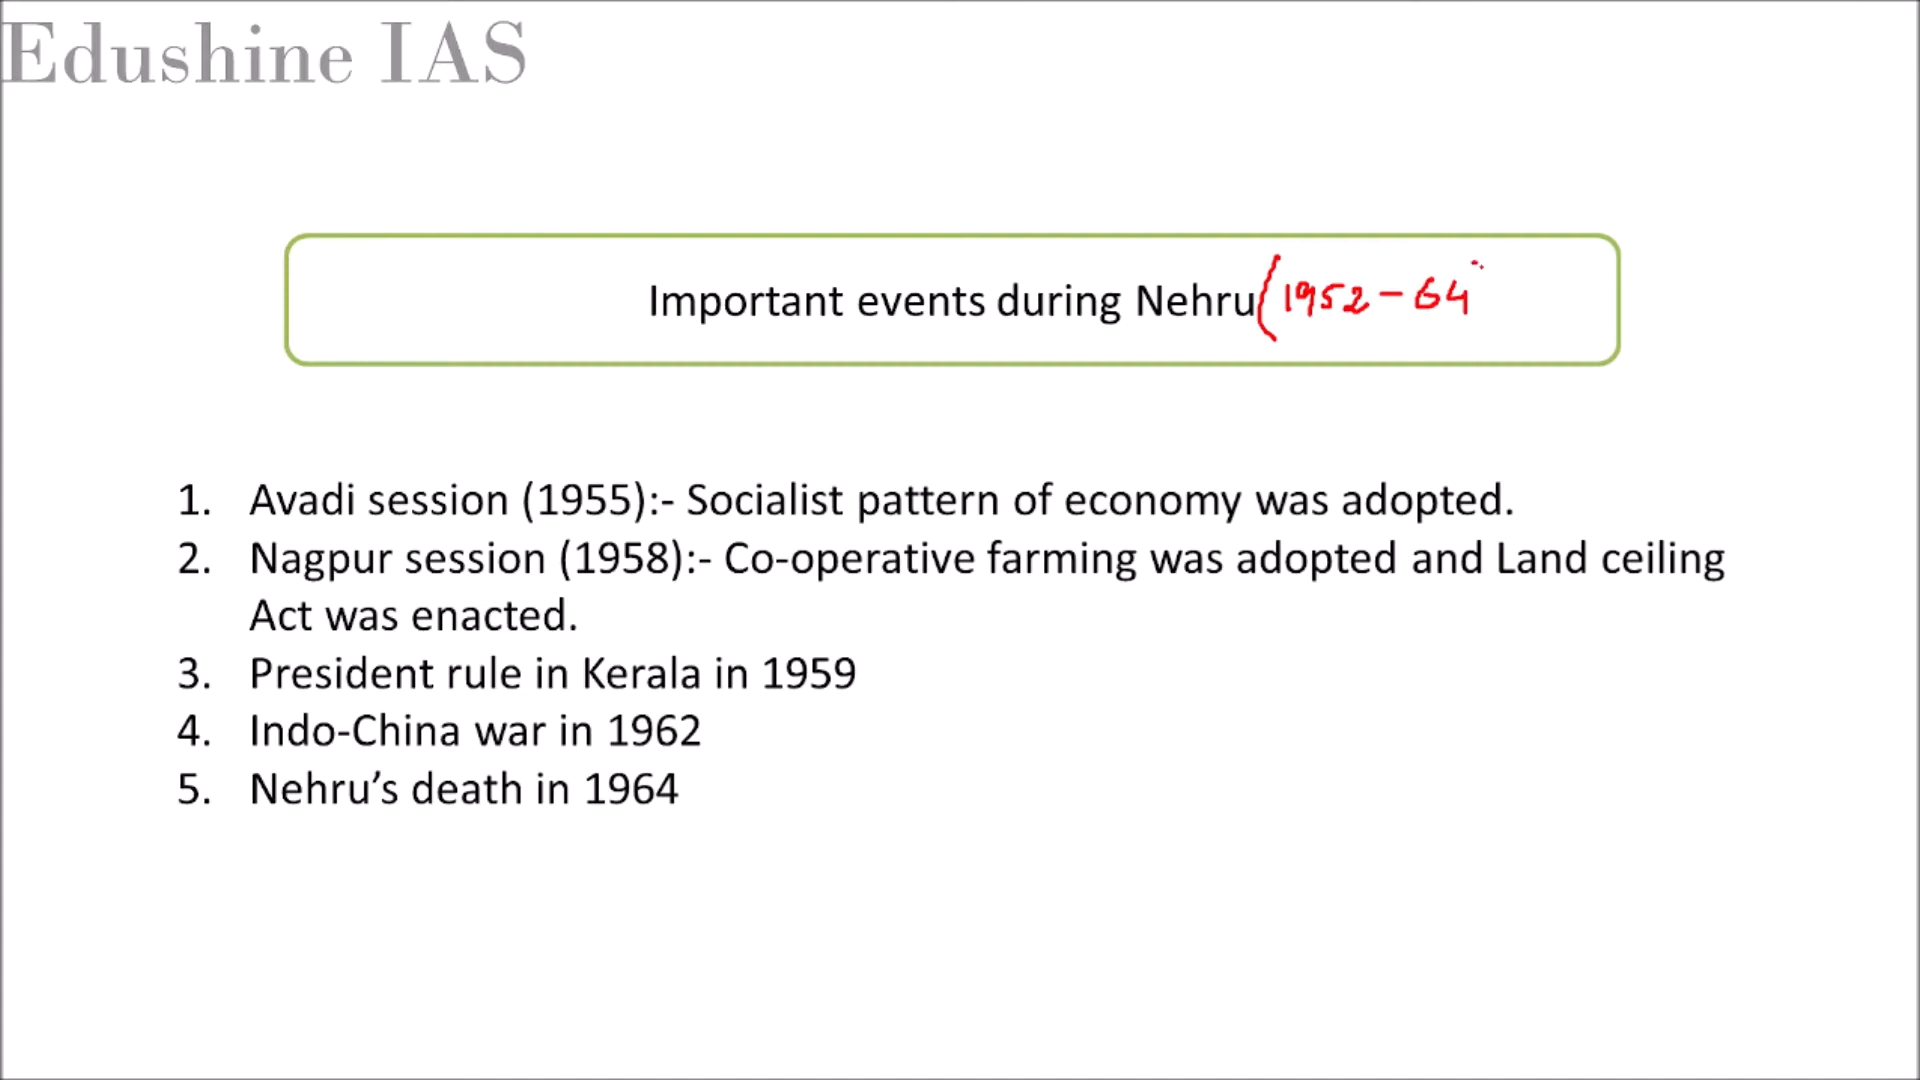 Edushine IAS
Important events during Nehru (1952-64
1. Avadi session (1955):- Socialist pattern of economy was adopted.
2. Nagpur session (1958):- Co-operative farming was adopted and Land ceiling
Act was enacted.
3. President rule in Kerala in 1959
4. Indo-China war in 1962
5. Nehru’s death in 1964